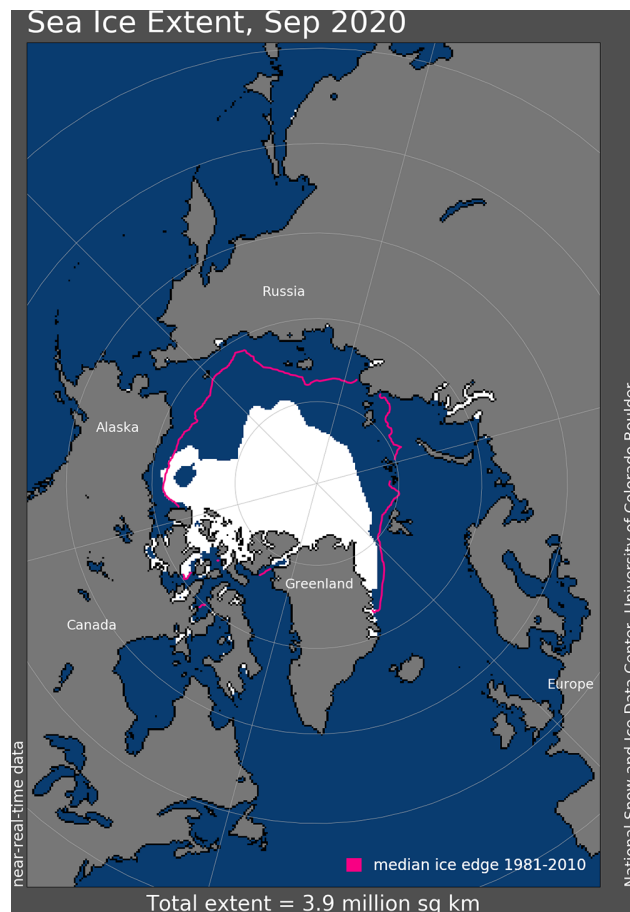 Sea Ice Extent, Sep 2020
Russia
Alaska
Greenland
Canada
Europe
near-real-time data
National Snow and Ice Data Center, University of Colorado Boulder
median ice edge 1981-2010
Total extent = 3.9 million sq km